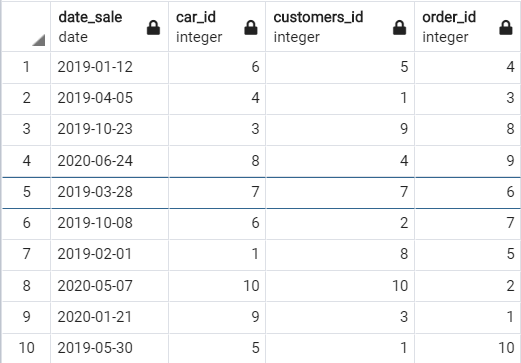 date_sale car_id customers_id order_id
date integer integer integer
1 2019-01-12 6 5 4
2 2019-04-05 4 1 3
3 2019-10-23 3 9 8
4 2020-06-24 8 4 9
5 2019-03-28 7 7 6
6 2019-10-08 6 2 7
7 2019-02-01 1 8 5
8 2020-05-07 10 10 2
9 2020-01-21 9 3 1
10 2019-05-30 5 1 10